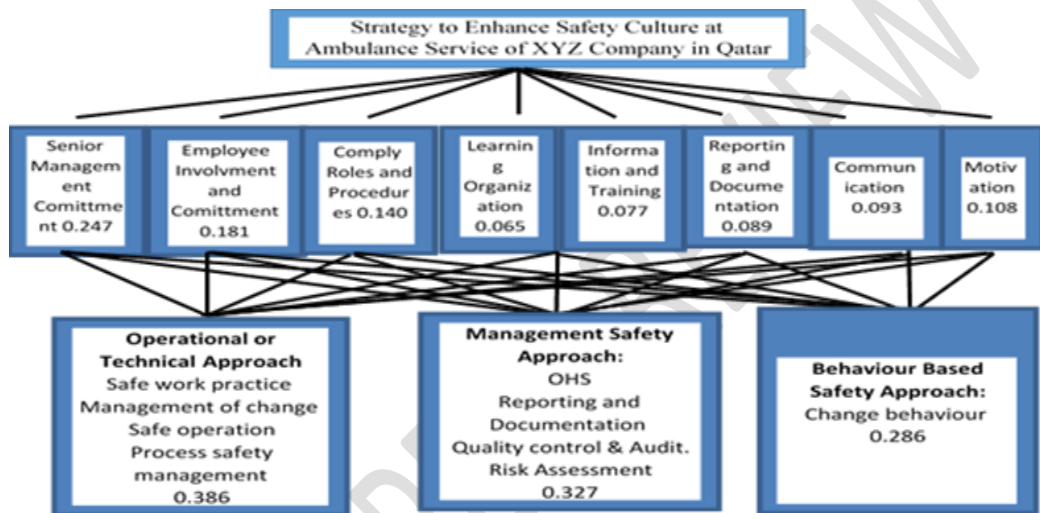 Strategy to Enhance Safety Culture at
Ambulance Service of XYZ Company in Qatar
Senior
Managem
ent
Comittme
nt 0.247
Employee
Involvment
and
Comittment
0.181
Comply
Roles and
Procedur
es 0.140
Learnin
g
Organiz
ation
0.065
Informa
tion and
Training
0.077
Reportin
g and
Docume
ntation
0.089
Commun
ication
0.093
Motiv
ation
0.108
Operational or
Technical Approach
Safe work practice
Management of change
Safe operation
Process safety
management
0.386
Management Safety
Approach:
OHS
Reporting and
Documentation
Quality control & Audit.
Risk Assessment
0.327
Behaviour Based
Safety Approach:
Change behaviour
0.286